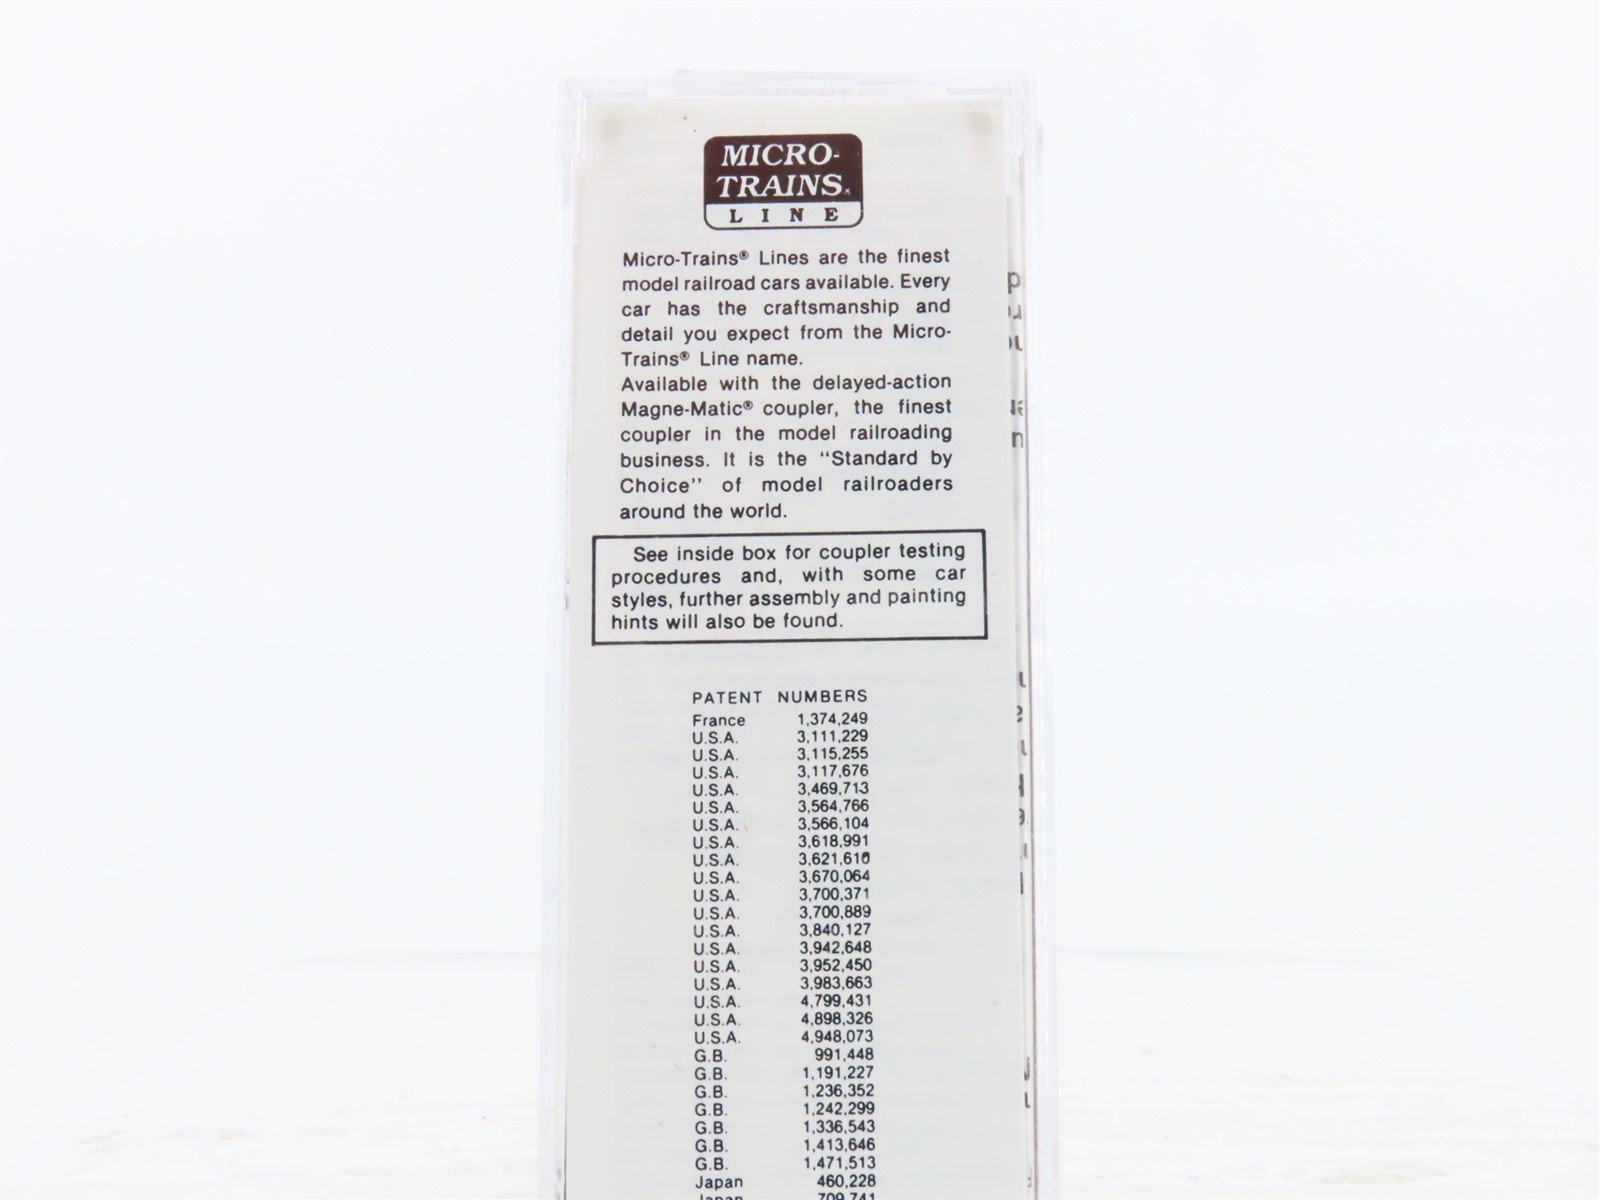 MICRO-
TRAINS®
LINE
Micro-Trains® Lines are the finest
model railroad cars available. Every
car has the craftsmanship and
detail you expect from the Micro-
Trains® Line name.
Available with the delayed-action
Magne-Matic® coupler, the finest
coupler in the model railroading
business. It is the "Standard by
Choice" of model railroaders
around the world.
See inside box for coupler testing
procedures and, with some car
styles, further assembly and painting
hints will also be found.
PATENT NUMBERS
France 1,374,249
U.S.A. 3,111,229
U.S.A. 3,115,255
U.S.A. 3,117,676
U.S.A. 3,469,713
U.S.A. 3,564,766
U.S.A. 3,566,104
U.S.A. 3,618,991
U.S.A. 3,621,610
U.S.A. 3,670,064
U.S.A. 3,700,371
U.S.A. 3,700,889
U.S.A. 3,840,127
U.S.A. 3,942,648
U.S.A. 3,952,450
U.S.A. 3,983,663
U.S.A. 4,799,431
U.S.A. 4,898,326
U.S.A. 4,948,073
G.B. 991,448
G.B. 1,191,227
G.B. 1,236,352
G.B. 1,242,299
G.B. 1,336,543
G.B. 1,413,646
G.B. 1,471,513
Japan 460,228
Japan 709,741